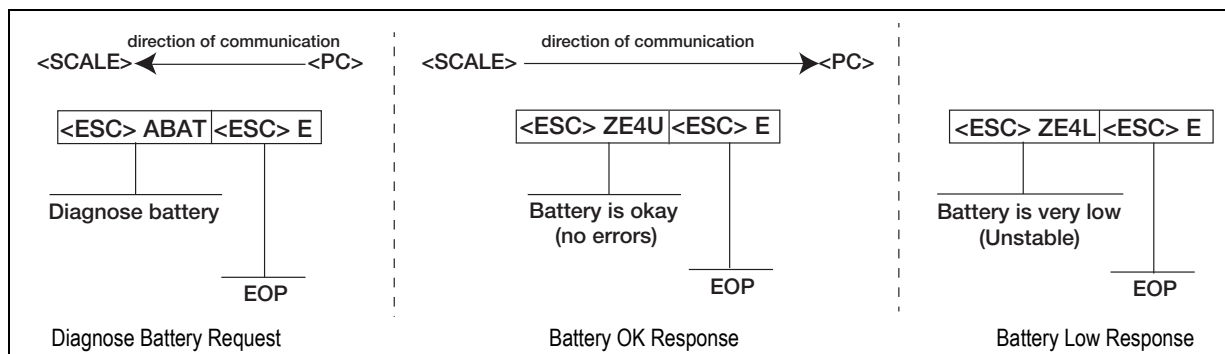 direction of communication
<SCALE> <PC>
<ESC> ABAT <ESC> E
Diagnose battery
EOP
Diagnose Battery Request
direction of communication
<SCALE> <PC>
<ESC> ZE4U <ESC> E
Battery is okay
(no errors)
EOP
Battery OK Response
<ESC> ZE4L <ESC> E
Battery is very low
(Unstable)
EOP
Battery Low Response